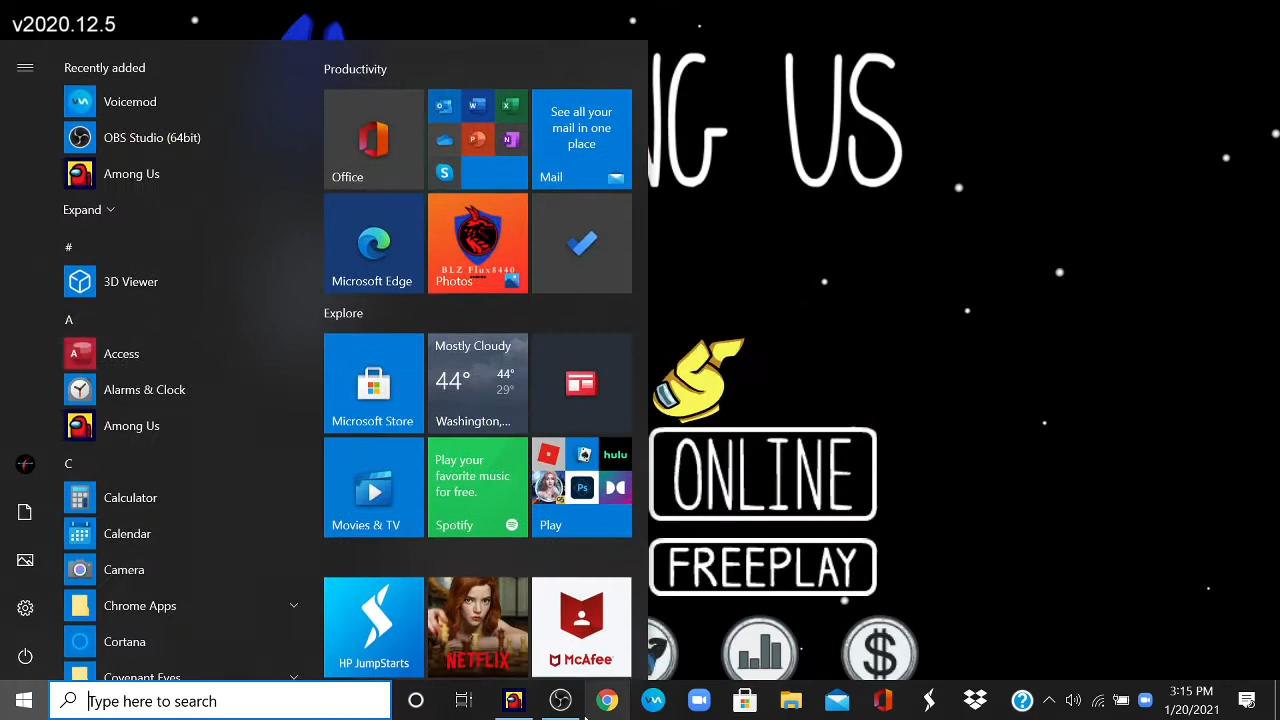 v2020.12.5
NG US
Recently added
Voicemod
OBS Studio (64bit)
Among Us
Expand
#
3D Viewer
A
Access
Alarms & Clock
Among Us
C
Calculator
Calendar
Camera
Chrome Apps
Cortana
Covenant Eyes
Productivity
Office
See all your
mail in one
place
Mail
Microsoft Edge
BLZ Flux8440
Photos
Explore
Microsoft Store
Mostly Cloudy
44°
44°
29°
Washington,...
Movies & TV
Play your
favorite music
for free.
Spotify
hulu
Ps
Play
HP JumpStarts
NETFLIX
McAfee
ONLINE
FREEPLAY
$
Type here to search
3:15 PM
1/20/2021